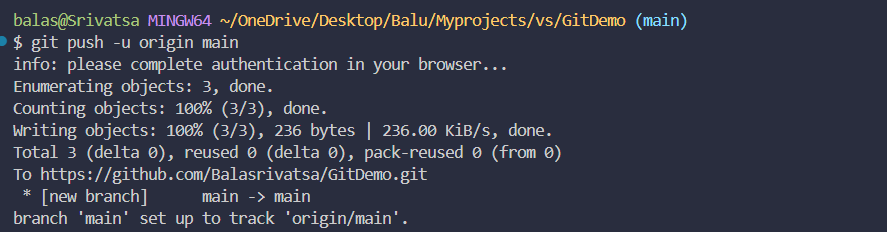 balas@Srivatsa MINGW64 ~/OneDrive/Desktop/Balu/Myprojects/vs/GitDemo (main)
$ git push -u origin main
info: please complete authentication in your browser...
Enumerating objects: 3, done.
Counting objects: 100% (3/3), done.
Writing objects: 100% (3/3), 236 bytes | 236.00 KiB/s, done.
Total 3 (delta 0), reused 0 (delta 0), pack-reused 0 (from 0)
To https://github.com/Balasrivatsa/GitDemo.git
 * [new branch]      main -> main
branch 'main' set up to track 'origin/main'.